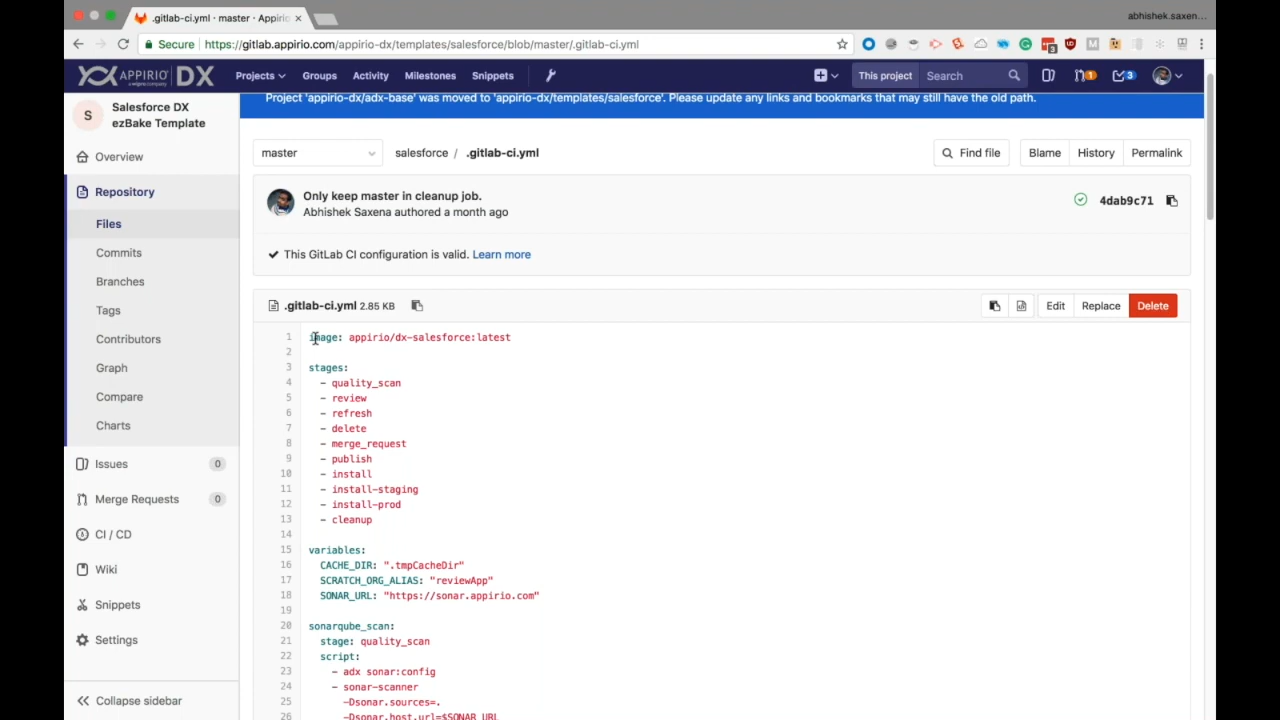 .gitlab-ci.yml · master · Appirio
abhishek.saxen...
Secure https://gitlab.appirio.com/appirio-dx/templates/salesforce/blob/master/.gitlab-ci.yml
3
APPIRIO DX Projects Groups Activity Milestones Snippets This project Search 1 3
Project 'appirio-dx/adx-base' was moved to 'appirio-dx/templates/salesforce'. Please update any links and bookmarks that may still have the old path.
S Salesforce DX
ezBake Template
Overview
Repository
Files
Commits
Branches
Tags
Contributors
Graph
Compare
Charts
Issues 0
Merge Requests 0
CI / CD
Wiki
Snippets
Settings
Collapse sidebar
master salesforce / .gitlab-ci.yml Find file Blame History Permalink
Only keep master in cleanup job.
Abhishek Saxena authored a month ago
4dab9c71
This GitLab CI configuration is valid. Learn more
.gitlab-ci.yml 2.85 KB Edit Replace Delete
1 image: appirio/dx-salesforce:latest
2
3 stages:
4 - quality_scan
5 - review
6 - refresh
7 - delete
8 - merge_request
9 - publish
10 - install
11 - install-staging
12 - install-prod
13 - cleanup
14
15 variables:
16 CACHE_DIR: ".tmpCacheDir"
17 SCRATCH_ORG_ALIAS: "reviewApp"
18 SONAR_URL: "https://sonar.appirio.com"
19
20 sonarqube_scan:
21 stage: quality_scan
22 script:
23 - adx sonar:config
24 - sonar-scanner
25 -Dsonar.sources=.
26 -Dsonar.host.url=$SONAR_URL